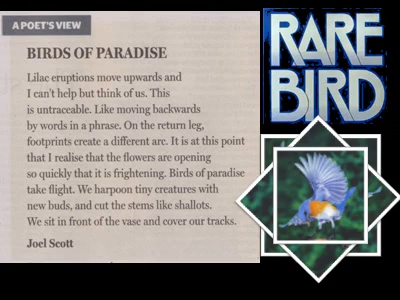 A POET'S VIEW
BIRDS OF PARADISE
Lilac eruptions move upwards and
I can't help but think of us. This
is untraceable. Like moving backwards
by words in a phrase. On the return leg,
footprints create a different arc. It is at this point
that I realise that the flowers are opening
so quickly that it is frightening. Birds of paradise
take flight. We harpoon tiny creatures with
new buds, and cut the stems like shallots.
We sit in front of the vase and cover our tracks.
Joel Scott
RARE
BIRD